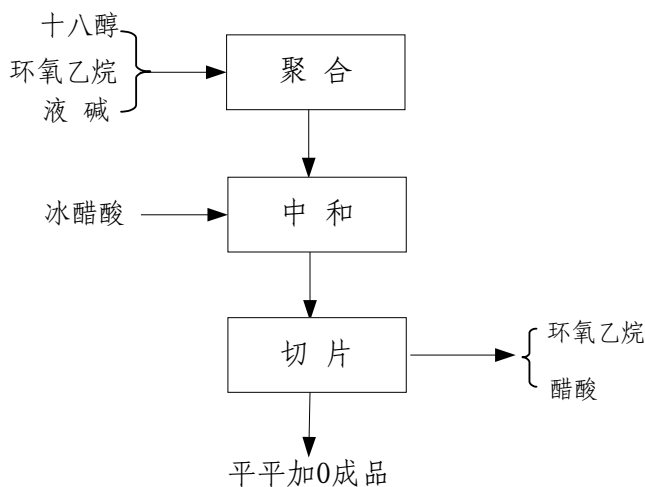 十八醇
环氧乙烷
液 碱
聚 合
冰醋酸
中 和
切 片
环氧乙烷
醋酸
平平加0成品